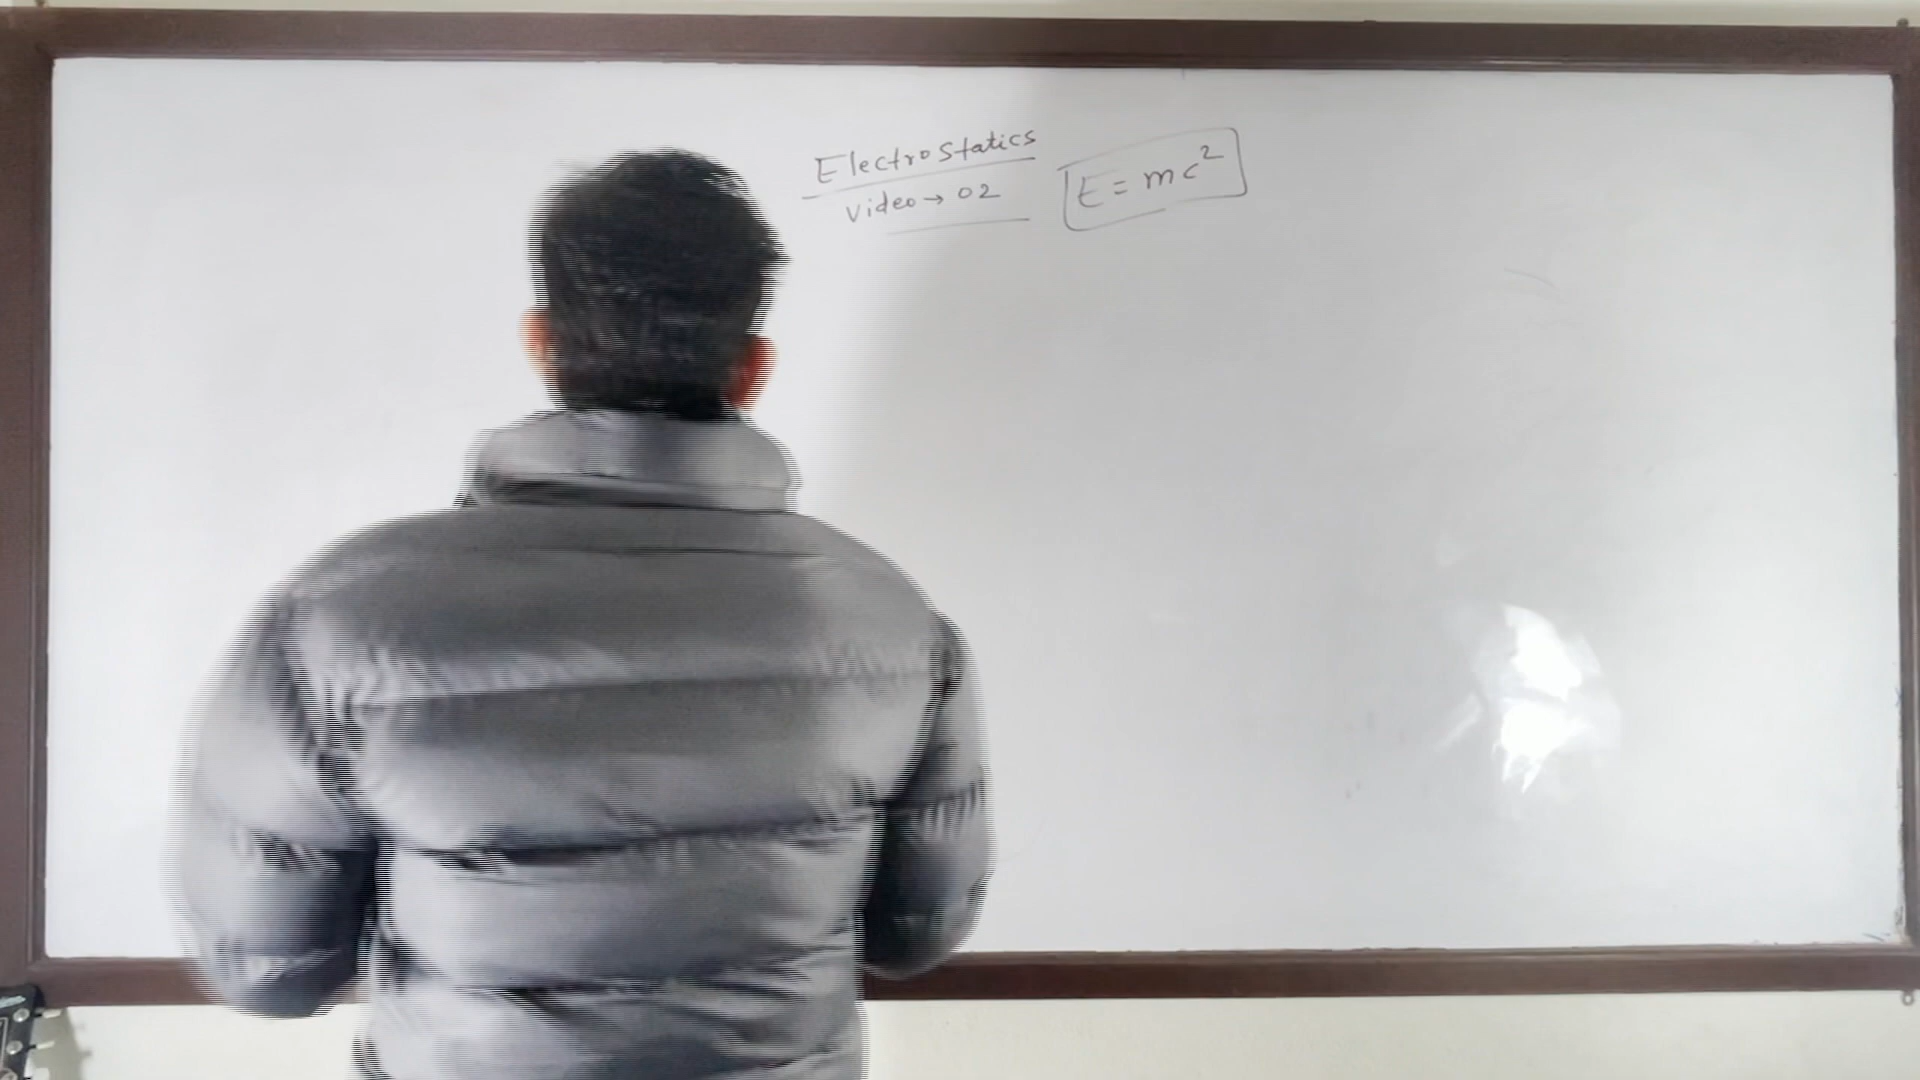 Electrostatics
Video → 02
E = mc²